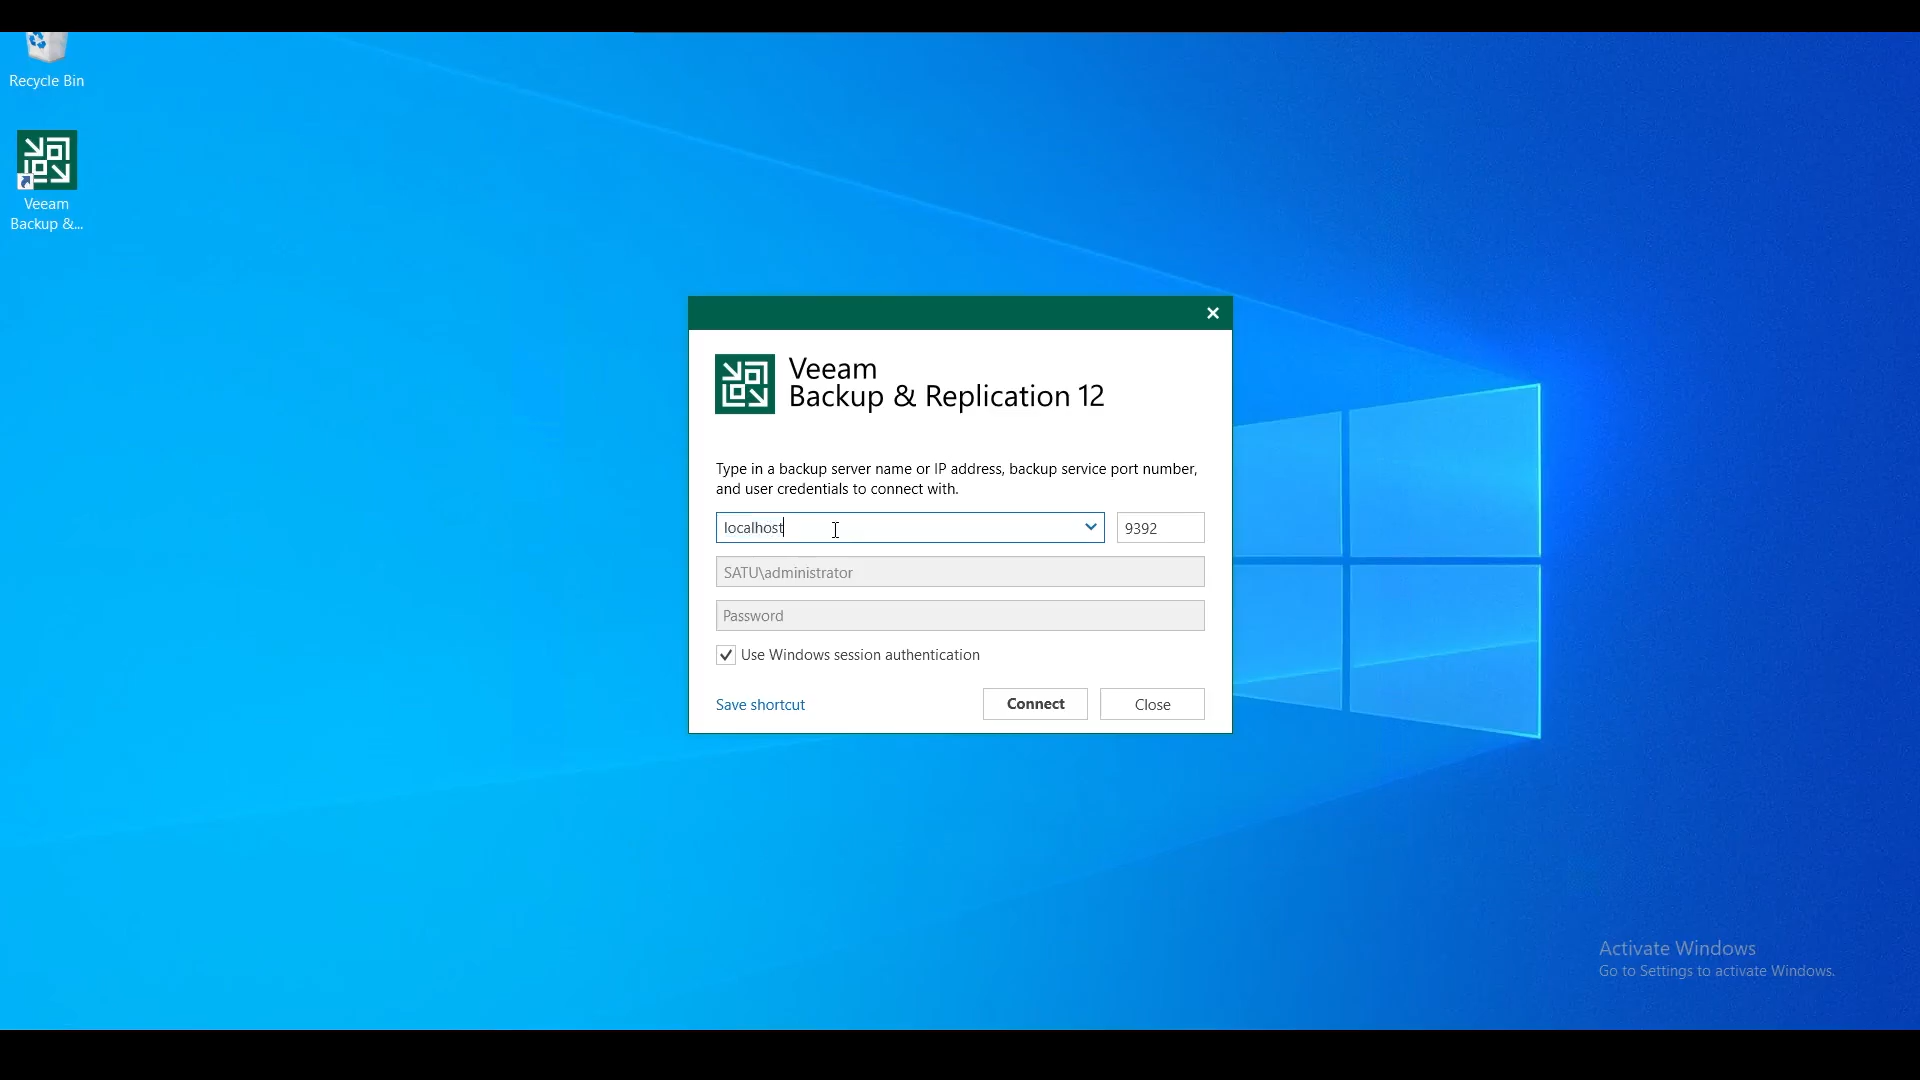 Recycle Bin
Veeam
Backup &...
Veeam
Backup & Replication 12
Type in a backup server name or IP address, backup service port number,
and user credentials to connect with.
localhost
9392
SATU\administrator
Password
Use Windows session authentication
Save shortcut
Connect
Close
Activate Windows
Go to Settings to activate Windows.